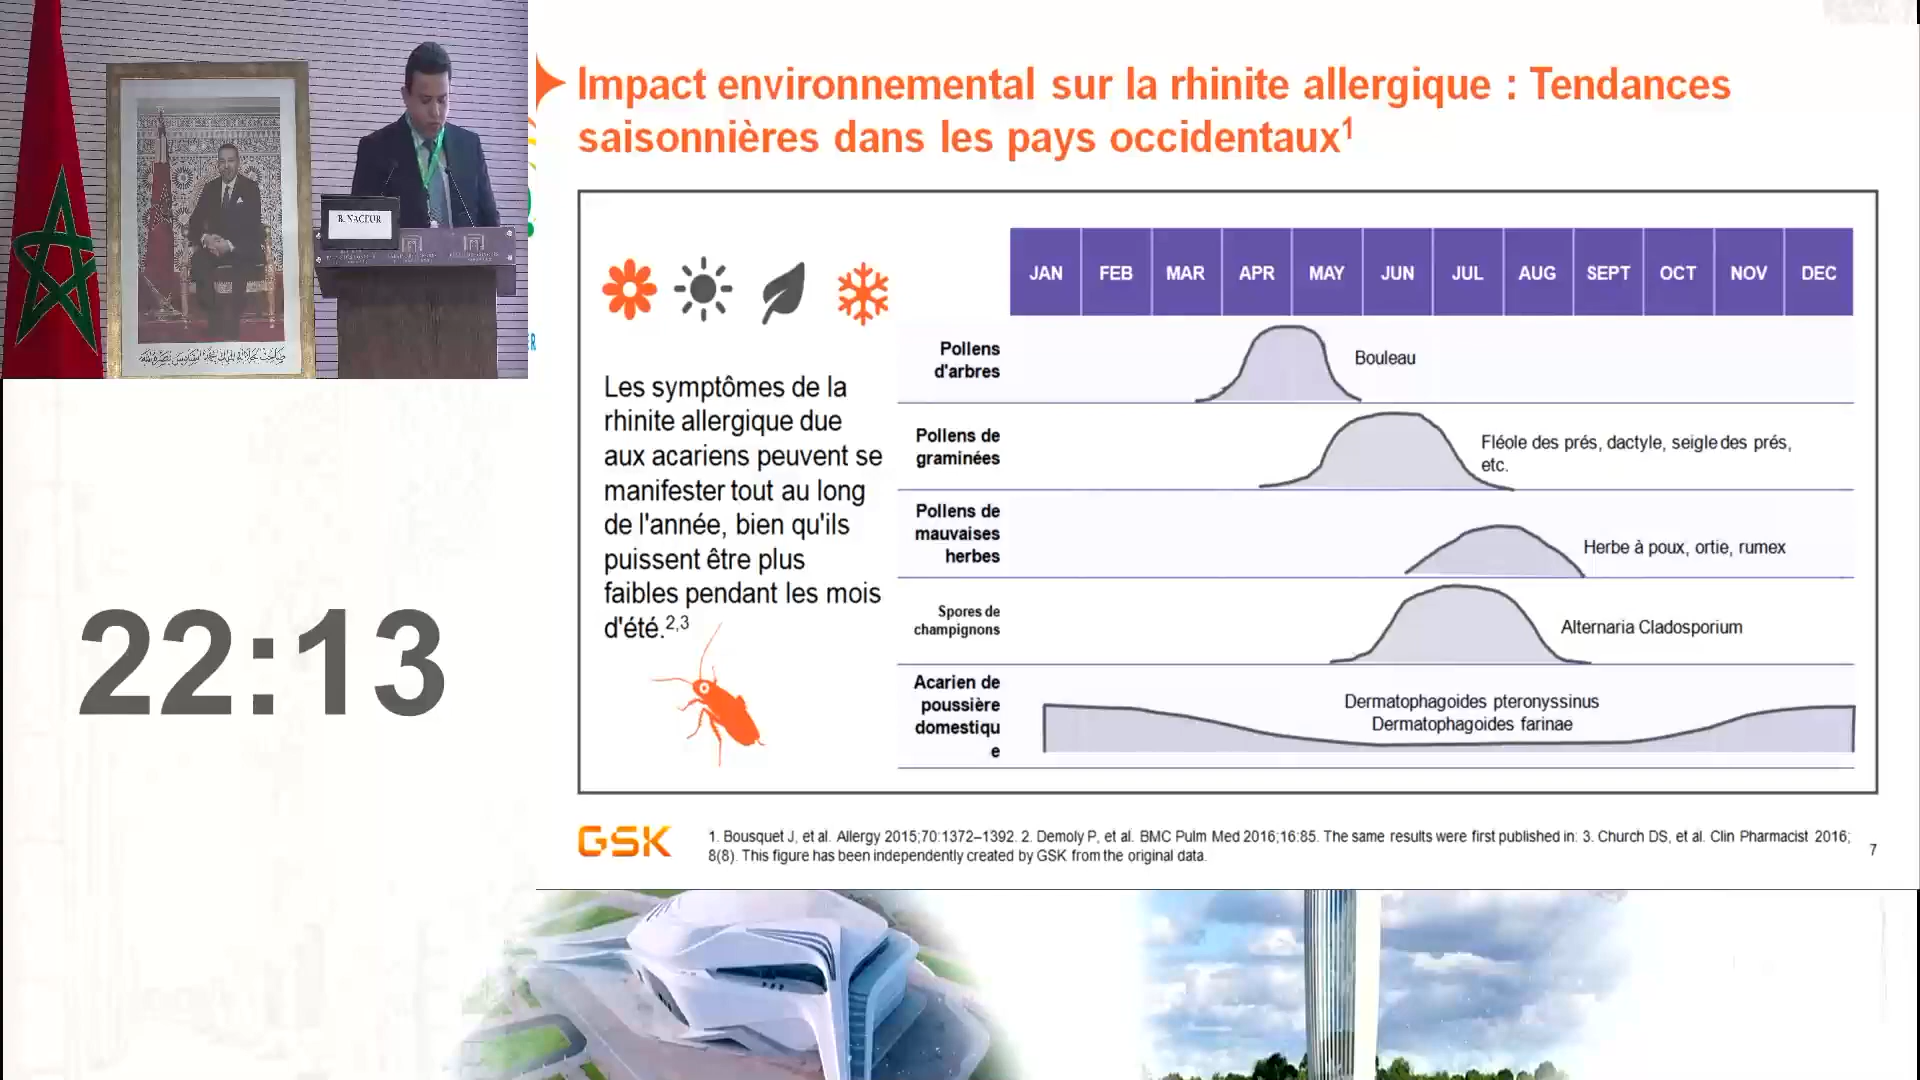 Impact environnemental sur la rhinite allergique : Tendances
saisonnières dans les pays occidentaux1
B. NACEUR
JAN FEB MAR APR MAY JUN JUL AUG SEPT OCT NOV DEC
Les symptômes de la
rhinite allergique due
aux acariens peuvent se
manifester tout au long
de l'année, bien qu'ils
puissent être plus
faibles pendant les mois
d'été.2,3
Pollens
d'arbres
Bouleau
Pollens de
graminées
Fléole des prés, dactyle, seigle des prés,
etc.
Pollens de
mauvaises
herbes
Herbe à poux, ortie, rumex
Spores de
champignons
Alternaria Cladosporium
Acarien de
poussière
domestiqu
e
Dermatophagoides pteronyssinus
Dermatophagoides farinae
22:13
GSK
1. Bousquet J, et al. Allergy 2015;70:1372–1392. 2. Demoly P, et al. BMC Pulm Med 2016;16:85. The same results were first published in: 3. Church DS, et al. Clin Pharmacist 2016;
8(8). This figure has been independently created by GSK from the original data.
7